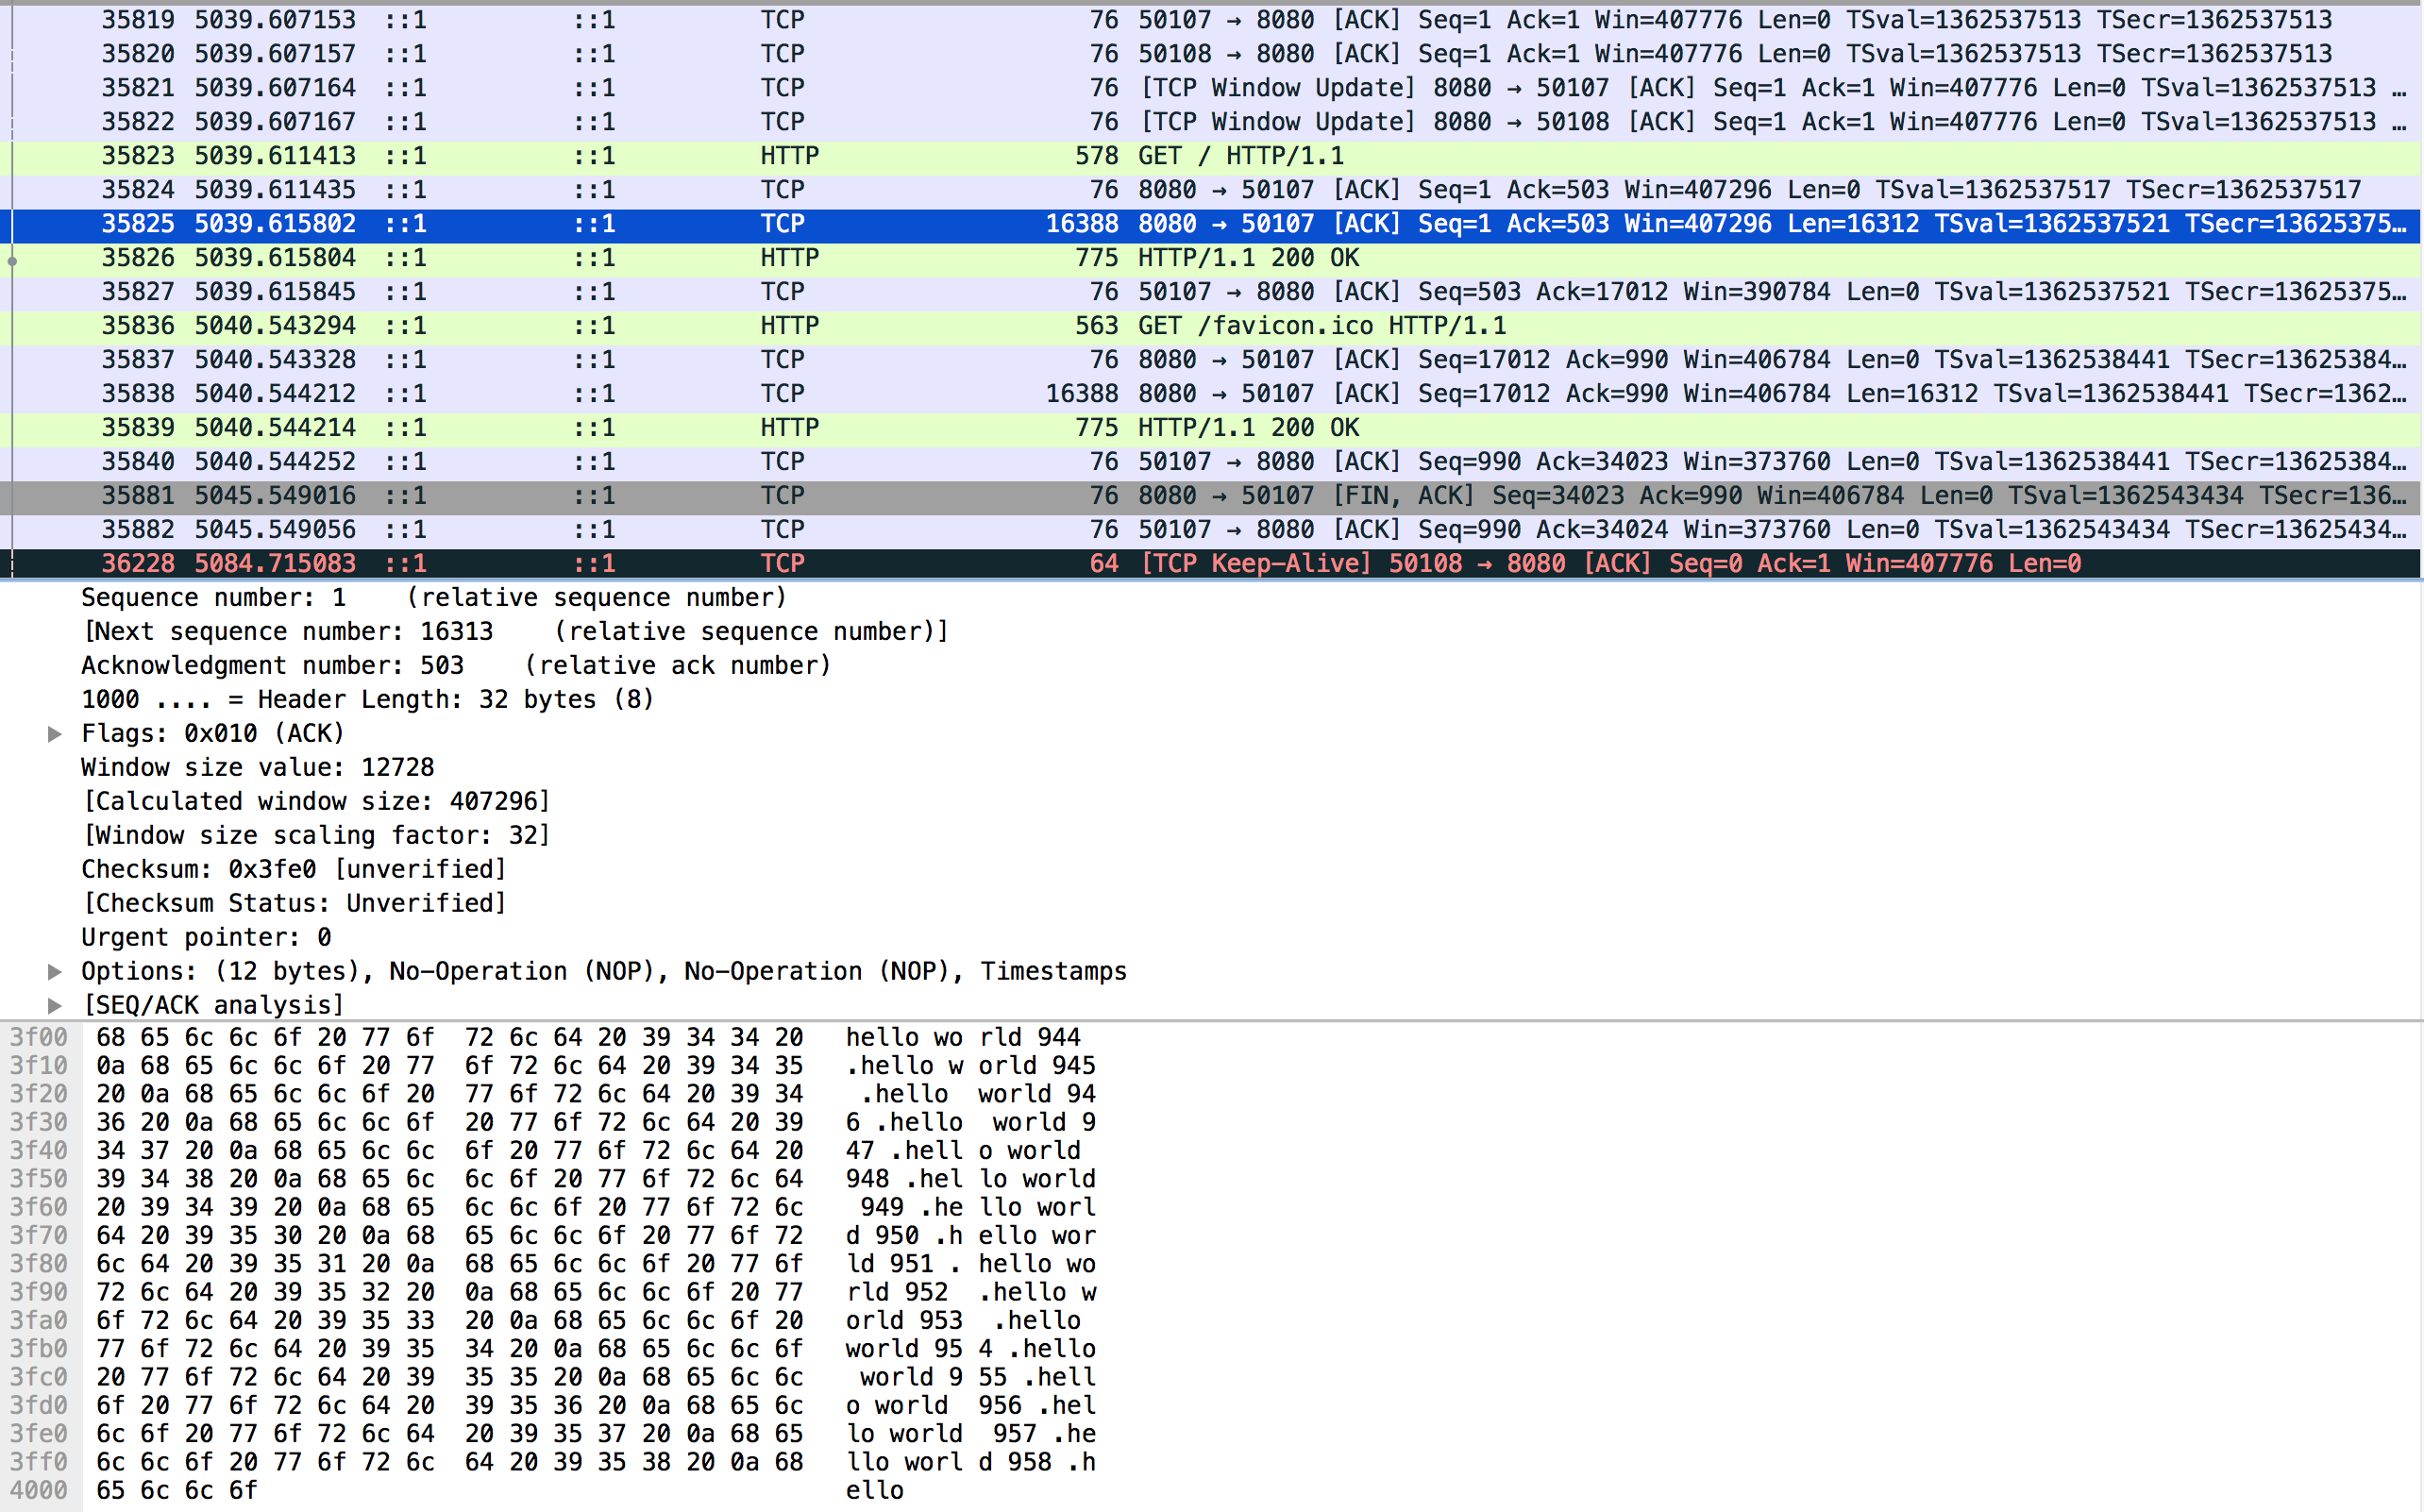 35819 5039.607153 ::1 ::1 TCP 76 50107 → 8080 [ACK] Seq=1 Ack=1 Win=407776 Len=0 TSval=1362537513 TSecr=1362537513
35820 5039.607157 ::1 ::1 TCP 76 50108 → 8080 [ACK] Seq=1 Ack=1 Win=407776 Len=0 TSval=1362537513 TSecr=1362537513
35821 5039.607164 ::1 ::1 TCP 76 [TCP Window Update] 8080 → 50107 [ACK] Seq=1 Ack=1 Win=407776 Len=0 TSval=1362537513 …
35822 5039.607167 ::1 ::1 TCP 76 [TCP Window Update] 8080 → 50108 [ACK] Seq=1 Ack=1 Win=407776 Len=0 TSval=1362537513 …
35823 5039.611413 ::1 ::1 HTTP 578 GET / HTTP/1.1
35824 5039.611435 ::1 ::1 TCP 76 8080 → 50107 [ACK] Seq=1 Ack=503 Win=407296 Len=0 TSval=1362537517 TSecr=1362537517
35825 5039.615802 ::1 ::1 TCP 16388 8080 → 50107 [ACK] Seq=1 Ack=503 Win=407296 Len=16312 TSval=1362537521 TSecr=13625375…
35826 5039.615804 ::1 ::1 HTTP 775 HTTP/1.1 200 OK
35827 5039.615845 ::1 ::1 TCP 76 50107 → 8080 [ACK] Seq=503 Ack=17012 Win=390784 Len=0 TSval=1362537521 TSecr=13625375…
35836 5040.543294 ::1 ::1 HTTP 563 GET /favicon.ico HTTP/1.1
35837 5040.543328 ::1 ::1 TCP 76 8080 → 50107 [ACK] Seq=17012 Ack=990 Win=406784 Len=0 TSval=1362538441 TSecr=13625384…
35838 5040.544212 ::1 ::1 TCP 16388 8080 → 50107 [ACK] Seq=17012 Ack=990 Win=406784 Len=16312 TSval=1362538441 TSecr=1362…
35839 5040.544214 ::1 ::1 HTTP 775 HTTP/1.1 200 OK
35840 5040.544252 ::1 ::1 TCP 76 50107 → 8080 [ACK] Seq=990 Ack=34023 Win=373760 Len=0 TSval=1362538441 TSecr=13625384…
35881 5045.549016 ::1 ::1 TCP 76 8080 → 50107 [FIN, ACK] Seq=34023 Ack=990 Win=406784 Len=0 TSval=1362543434 TSecr=136…
35882 5045.549056 ::1 ::1 TCP 76 50107 → 8080 [ACK] Seq=990 Ack=34024 Win=373760 Len=0 TSval=1362543434 TSecr=13625434…
36228 5084.715083 ::1 ::1 TCP 64 [TCP Keep-Alive] 50108 → 8080 [ACK] Seq=0 Ack=1 Win=407776 Len=0
Sequence number: 1 (relative sequence number)
[Next sequence number: 16313 (relative sequence number)]
Acknowledgment number: 503 (relative ack number)
1000 .... = Header Length: 32 bytes (8)
Flags: 0x010 (ACK)
Window size value: 12728
[Calculated window size: 407296]
[Window size scaling factor: 32]
Checksum: 0x3fe0 [unverified]
[Checksum Status: Unverified]
Urgent pointer: 0
Options: (12 bytes), No-Operation (NOP), No-Operation (NOP), Timestamps
[SEQ/ACK analysis]
3f00 68 65 6c 6c 6f 20 77 6f 72 6c 64 20 39 34 34 20 hello wo rld 944
3f10 0a 68 65 6c 6c 6f 20 77 6f 72 6c 64 20 39 34 35 .hello w orld 945
3f20 20 0a 68 65 6c 6c 6f 20 77 6f 72 6c 64 20 39 34 .hello world 94
3f30 36 20 0a 68 65 6c 6c 6f 20 77 6f 72 6c 64 20 39 6 .hello world 9
3f40 34 37 20 0a 68 65 6c 6c 6f 20 77 6f 72 6c 64 20 47 .hell o world
3f50 39 34 38 20 0a 68 65 6c 6c 6f 20 77 6f 72 6c 64 948 .hel lo world
3f60 20 39 34 39 20 0a 68 65 6c 6c 6f 20 77 6f 72 6c 949 .he llo worl
3f70 64 20 39 35 30 20 0a 68 65 6c 6c 6f 20 77 6f 72 d 950 .h ello wor
3f80 6c 64 20 39 35 31 20 0a 68 65 6c 6c 6f 20 77 6f ld 951 . hello wo
3f90 72 6c 64 20 39 35 32 20 0a 68 65 6c 6c 6f 20 77 rld 952 .hello w
3fa0 6f 72 6c 64 20 39 35 33 20 0a 68 65 6c 6c 6f 20 orld 953 .hello
3fb0 77 6f 72 6c 64 20 39 35 34 20 0a 68 65 6c 6c 6f world 95 4 .hello
3fc0 20 77 6f 72 6c 64 20 39 35 35 20 0a 68 65 6c 6c world 9 55 .hell
3fd0 6f 20 77 6f 72 6c 64 20 39 35 36 20 0a 68 65 6c o world 956 .hel
3fe0 6c 6f 20 77 6f 72 6c 64 20 39 35 37 20 0a 68 65 lo world 957 .he
3ff0 6c 6c 6f 20 77 6f 72 6c 64 20 39 35 38 20 0a 68 llo worl d 958 .h
4000 65 6c 6c 6f ello